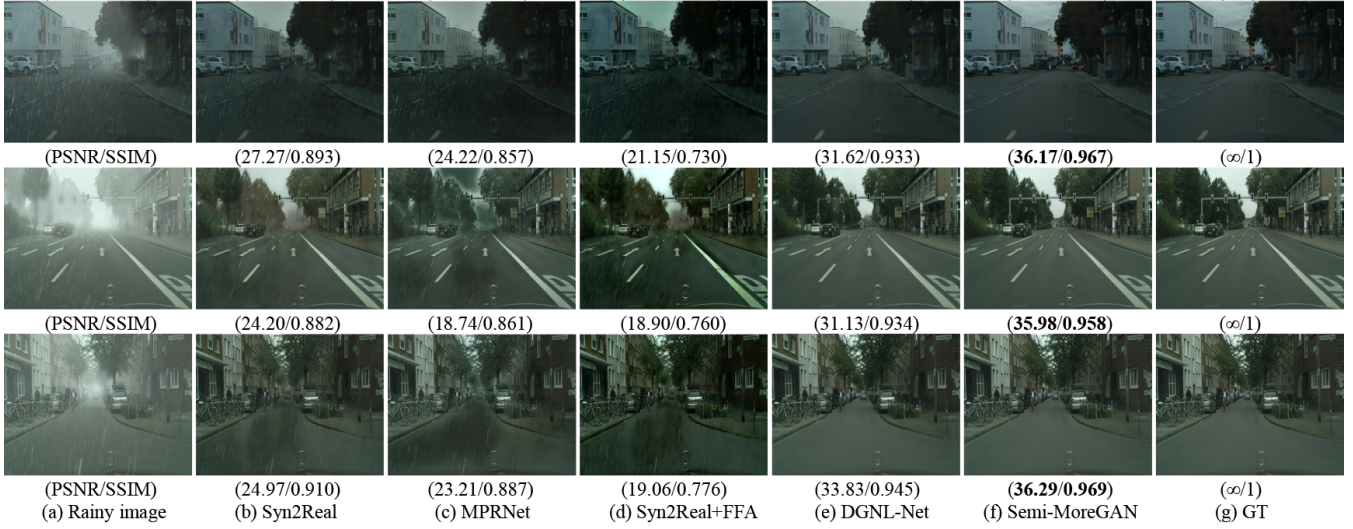 (PSNR/SSIM) (27.27/0.893) (24.22/0.857) (21.15/0.730) (31.62/0.933) (36.17/0.967) (∞/1)
(PSNR/SSIM) (24.20/0.882) (18.74/0.861) (18.90/0.760) (31.13/0.934) (35.98/0.958) (∞/1)
(PSNR/SSIM) (24.97/0.910) (23.21/0.887) (19.06/0.776) (33.83/0.945) (36.29/0.969) (∞/1)
(a) Rainy image (b) Syn2Real (c) MPRNet (d) Syn2Real+FFA (e) DGNL-Net (f) Semi-MoreGAN (g) GT